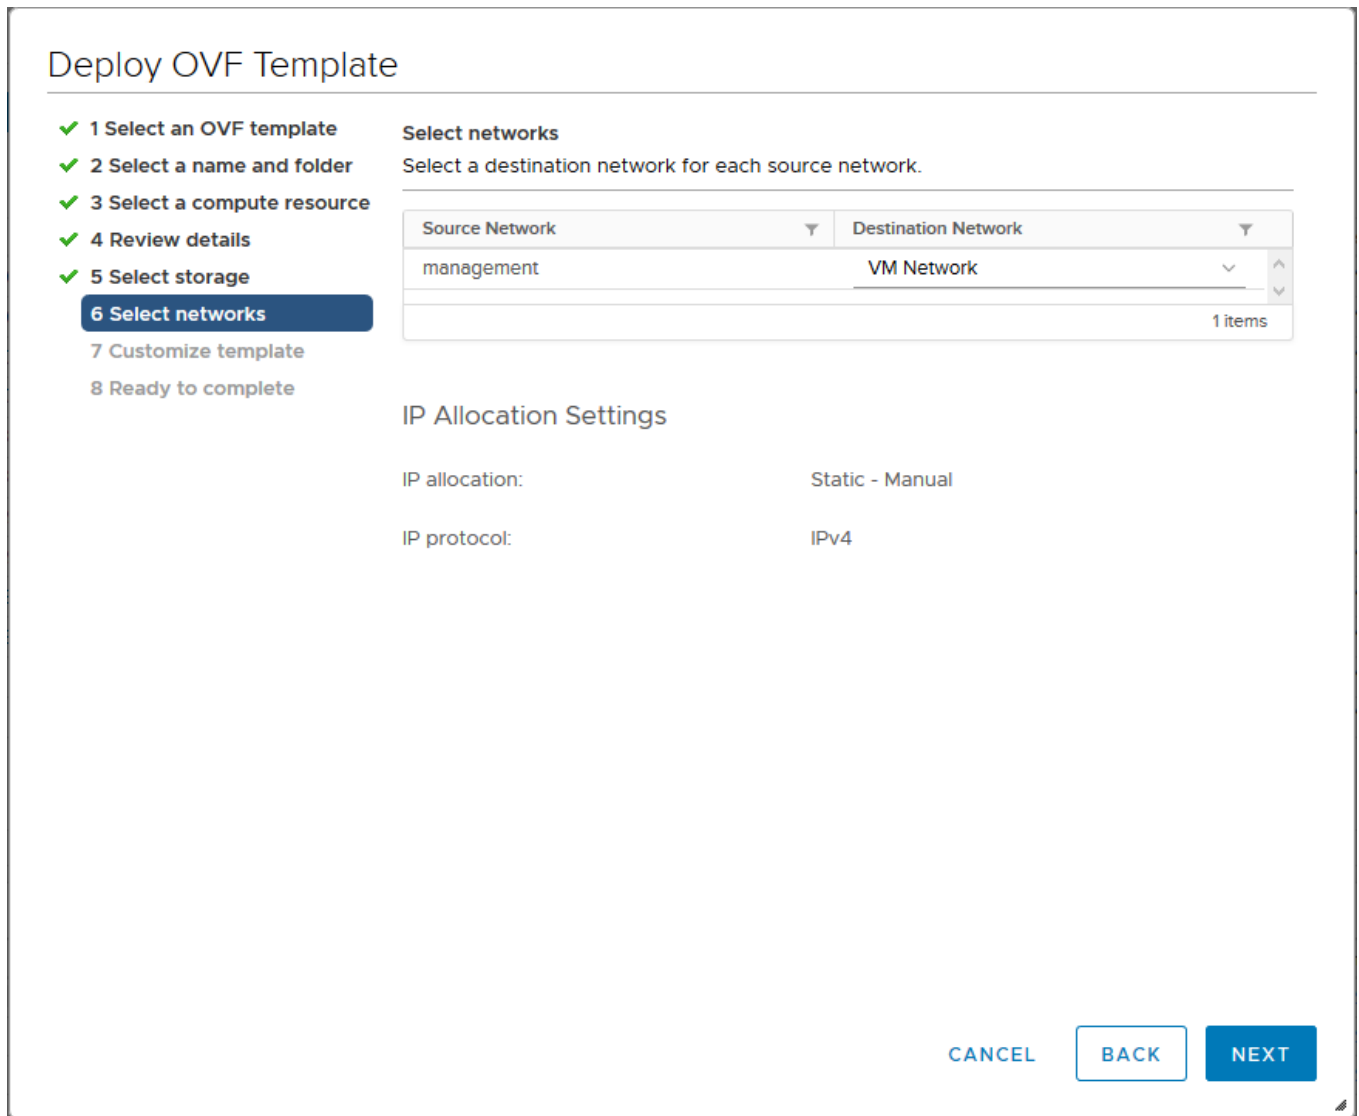 Deploy OVF Template
1 Select an OVF template
2 Select a name and folder
3 Select a compute resource
4 Review details
5 Select storage
6 Select networks
7 Customize template
8 Ready to complete
Select networks
Select a destination network for each source network.
Source Network Destination Network
management VM Network
1 items
IP Allocation Settings
IP allocation: Static - Manual
IP protocol: IPv4
CANCEL BACK NEXT